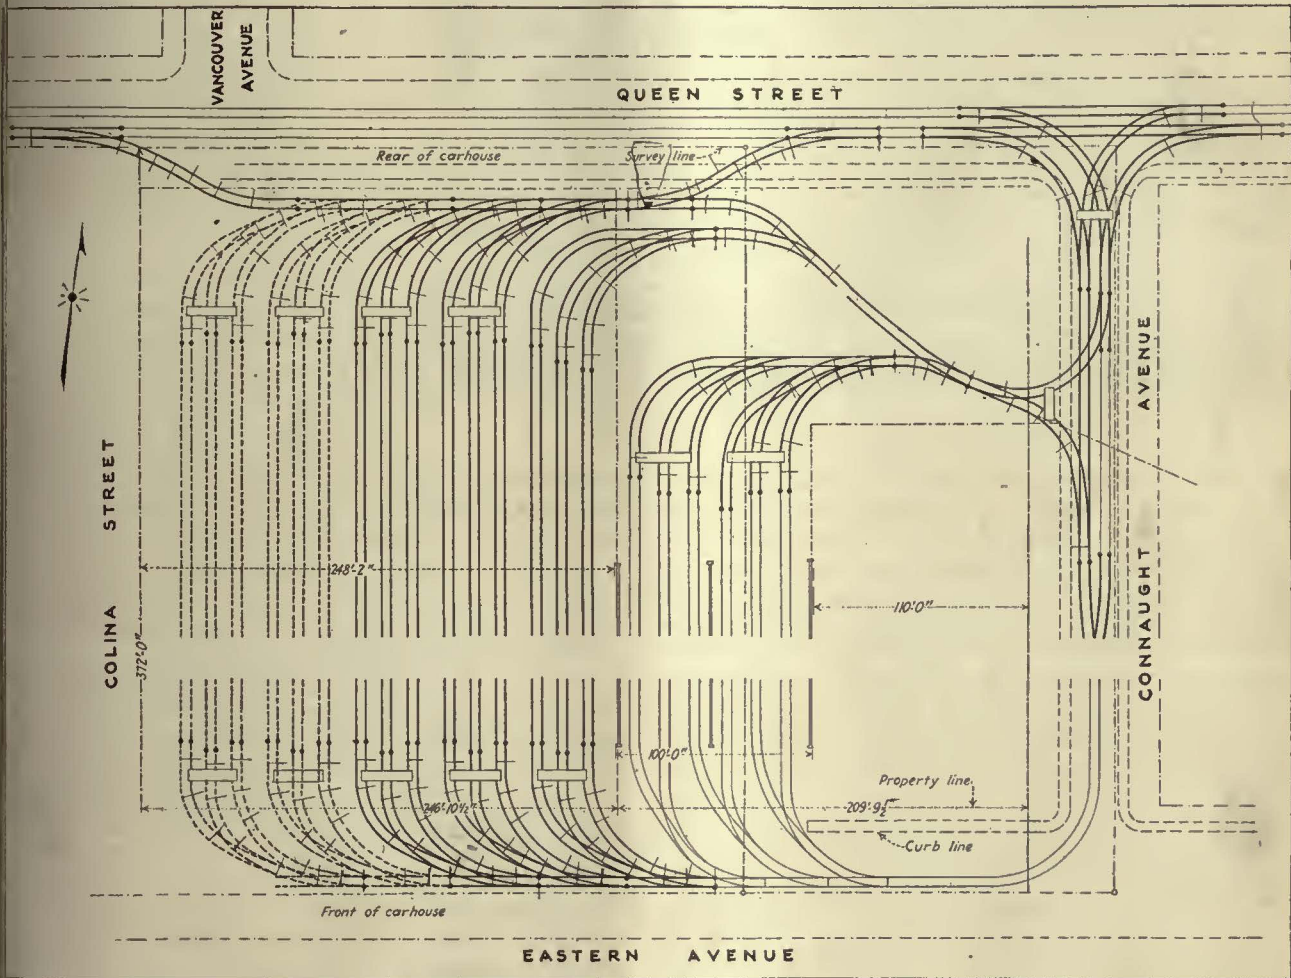 VANCOUVER
AVENUE
QUEEN STREET
Rear of carhouse
Survey line
AVENUE
CONNAUGHT
COLINA STREET
248'-2"
372'-0"
110'-0"
100'-0"
246'-10½"
209'-9½"
Property line
Curb line
Front of carhouse
EASTERN AVENUE